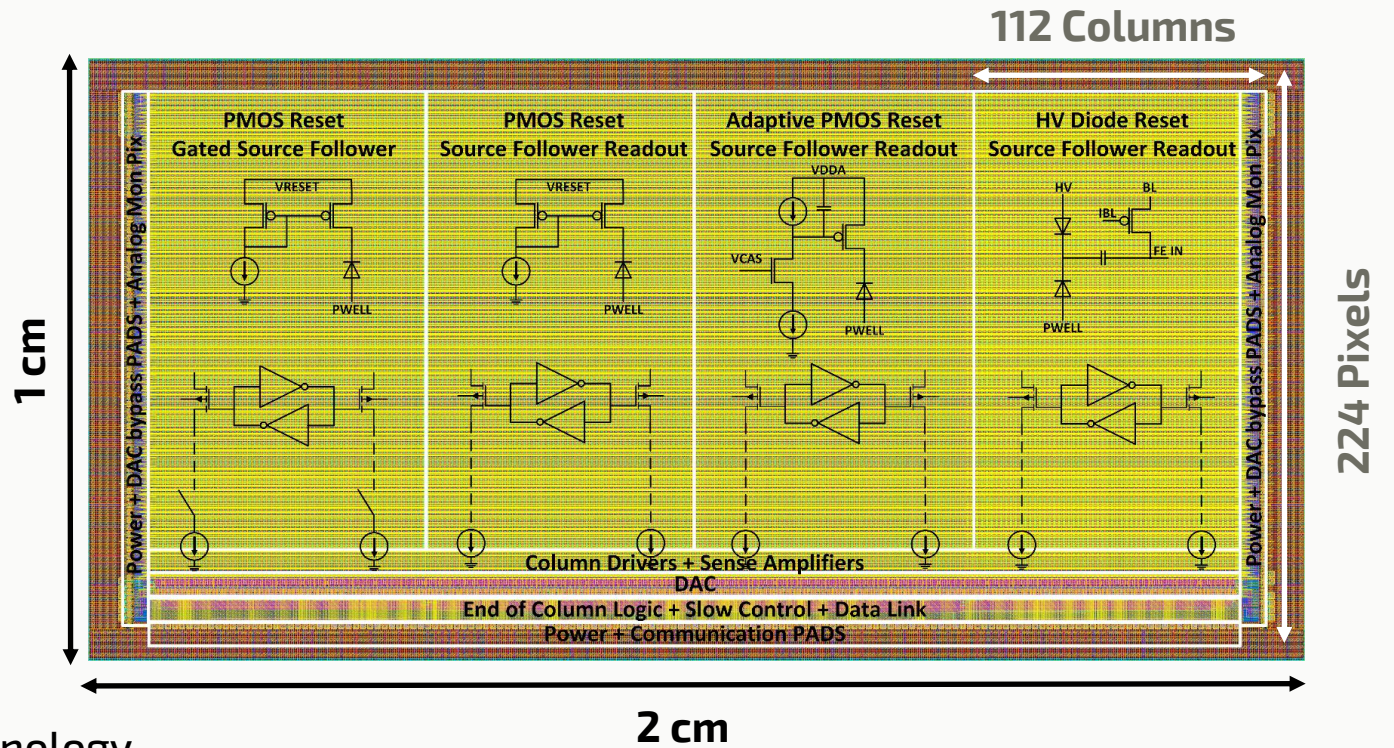 112 Columns
PMOS Reset
Gated Source Follower
VRESET
PWELL
PMOS Reset
Source Follower Readout
VRESET
PWELL
Adaptive PMOS Reset
Source Follower Readout
VDDA
VCAS
PWELL
HV Diode Reset
Source Follower Readout
HV
BL
IBL
FE IN
PWELL
Power + DAC bypass PADS + Analog Mon Pix
Power + DAC bypass PADS + Analog Mon Pix
1 cm
224 Pixels
Column Drivers + Sense Amplifiers
DAC
End of Column Logic + Slow Control + Data Link
Power + Communication PADS
2 cm